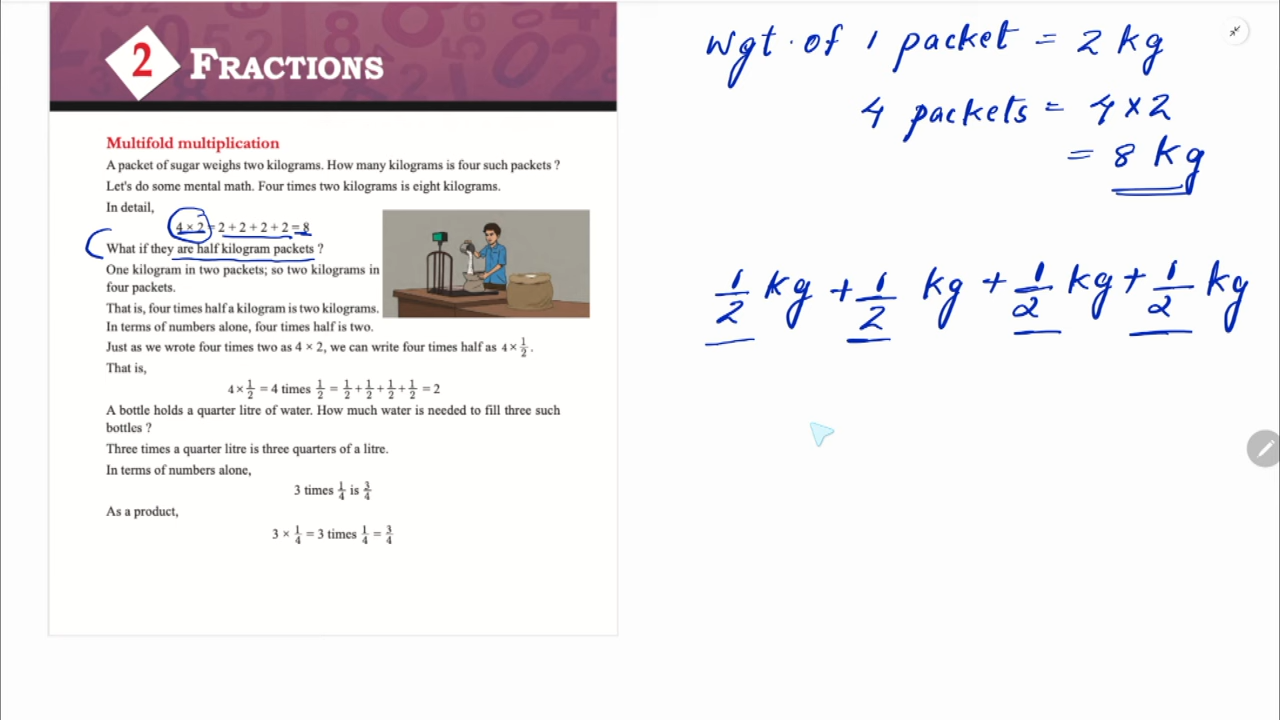 2 FRACTIONS
Multifold multiplication
A packet of sugar weighs two kilograms. How many kilograms is four such packets ?
Let's do some mental math. Four times two kilograms is eight kilograms.
In detail,
4 × 2 = 2 + 2 + 2 + 2 = 8
What if they are half kilogram packets ?
One kilogram in two packets; so two kilograms in
four packets.
That is, four times half a kilogram is two kilograms.
In terms of numbers alone, four times half is two.
Just as we wrote four times two as 4 × 2, we can write four times half as 4 × 1/2 .
That is,
4 × 1/2 = 4 times 1/2 = 1/2 + 1/2 + 1/2 + 1/2 = 2
A bottle holds a quarter litre of water. How much water is needed to fill three such
bottles ?
Three times a quarter litre is three quarters of a litre.
In terms of numbers alone,
3 times 1/4 is 3/4
As a product,
3 × 1/4 = 3 times 1/4 = 3/4
Wgt. of 1 packet = 2 kg
4 packets = 4 × 2
= 8 kg
1/2 kg + 1/2 kg + 1/2 kg + 1/2 kg